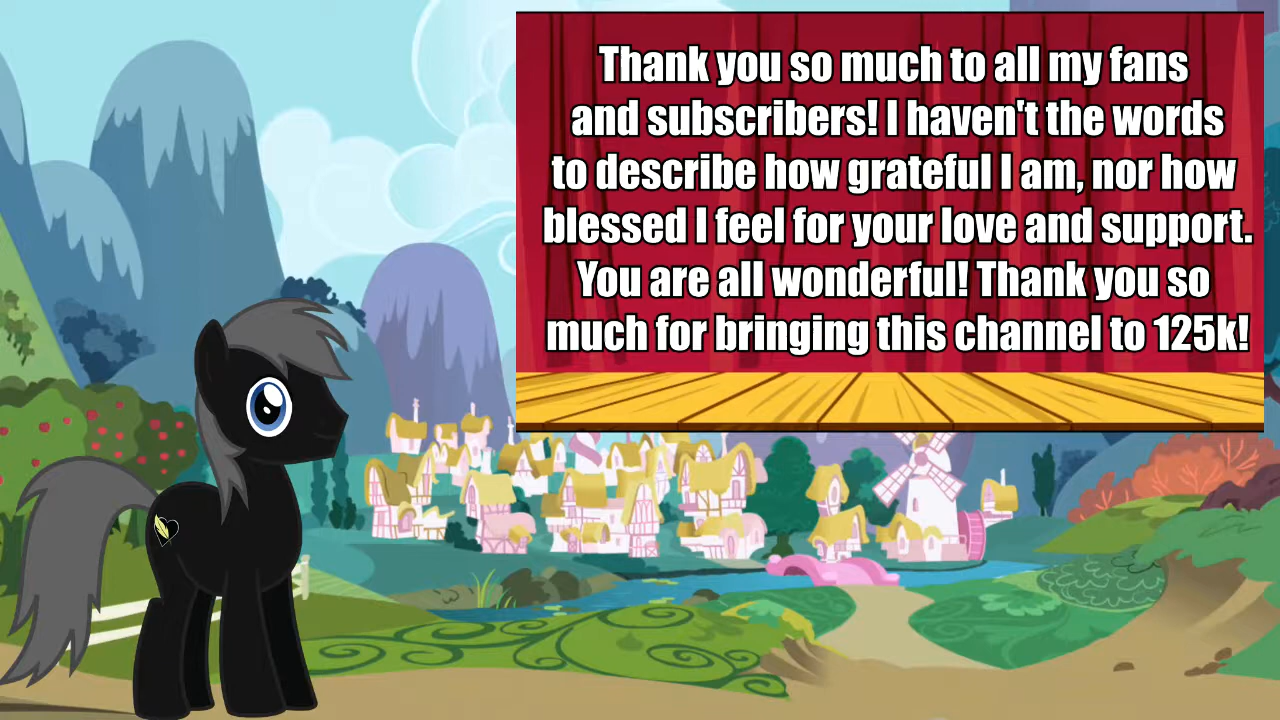 Thank you so much to all my fans
and subscribers! I haven't the words
to describe how grateful I am, nor how
blessed I feel for your love and support.
You are all wonderful! Thank you so
much for bringing this channel to 125k!